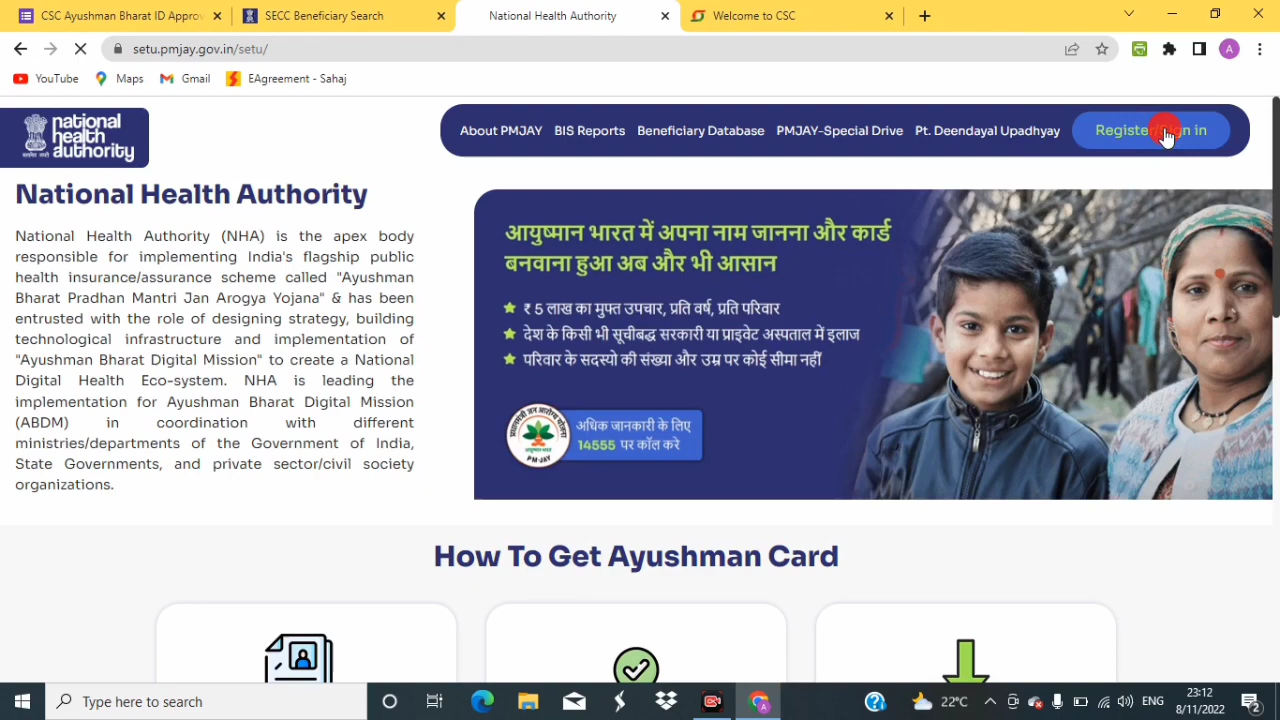 CSC Ayushman Bharat ID Approv
SECC Beneficiary Search
National Health Authority
Welcome to CSC
setu.pmjay.gov.in/setu/
A
YouTube
Maps
Gmail
EAgreement - Sahaj
national
health
authority
About PMJAY
BIS Reports
Beneficiary Database
PMJAY-Special Drive
Pt. Deendayal Upadhyay
Register/Sign in
National Health Authority
National Health Authority (NHA) is the apex body
responsible for implementing India's flagship public
health insurance/assurance scheme called "Ayushman
Bharat Pradhan Mantri Jan Arogya Yojana" & has been
entrusted with the role of designing strategy, building
technological infrastructure and implementation of
"Ayushman Bharat Digital Mission" to create a National
Digital Health Eco-system. NHA is leading the
implementation for Ayushman Bharat Digital Mission
(ABDM) in coordination with different
ministries/departments of the Government of India,
State Governments, and private sector/civil society
organizations.
आयुष्मान भारत में अपना नाम जानना और कार्ड
बनवाना हुआ अब और भी आसान
₹ 5 लाख का मुफ्त उपचार, प्रति वर्ष, प्रति परिवार
देश के किसी भी सूचीबद्ध सरकारी या प्राइवेट अस्पताल में इलाज
परिवार के सदस्यो की संख्या और उम्र पर कोई सीमा नहीं
PM-JAY
अधिक जानकारी के लिए
14555 पर कॉल करे
How To Get Ayushman Card
Type here to search
22°C
ENG
23:12
8/11/2022
2